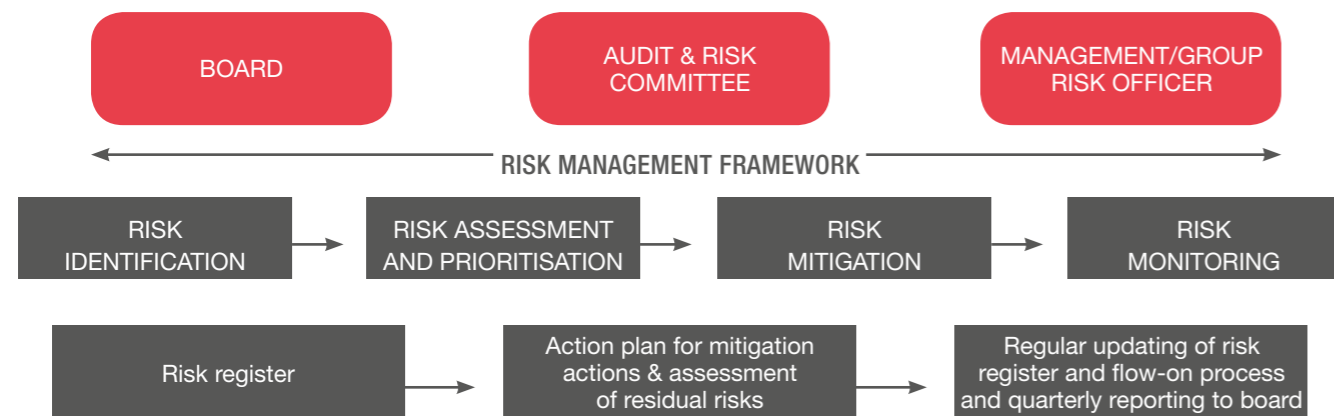 BOARD
AUDIT & RISK
COMMITTEE
MANAGEMENT/GROUP
RISK OFFICER
RISK MANAGEMENT FRAMEWORK
RISK
IDENTIFICATION
RISK ASSESSMENT
AND PRIORITISATION
RISK
MITIGATION
RISK
MONITORING
Risk register
Action plan for mitigation
actions & assessment
of residual risks
Regular updating of risk
register and flow-on process
and quarterly reporting to board